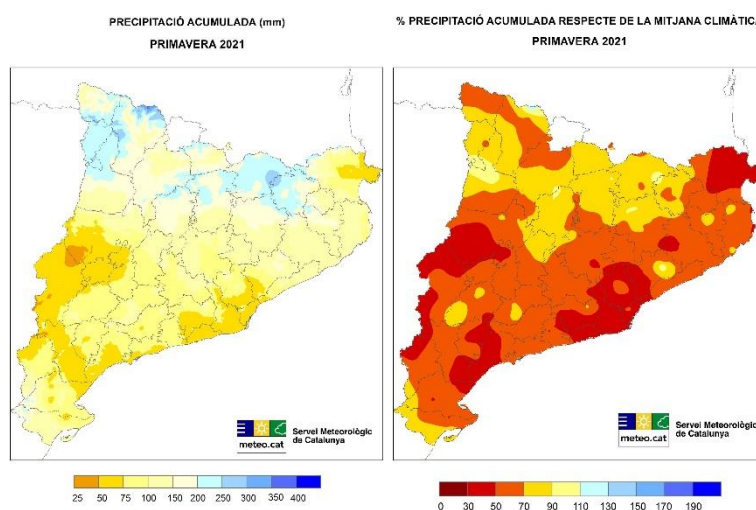 PRECIPITACIÓ ACUMULADA (mm)
PRIMAVERA 2021
Servei Meteorològic
de Catalunya
meteo.cat
25 50 75 100 150 200 250 300 350 400
% PRECIPITACIÓ ACUMULADA RESPECTE DE LA MITJANA CLIMÀTICA
PRIMAVERA 2021
Servei Meteorològic
de Catalunya
meteo.cat
0 30 50 70 90 110 130 150 170 190